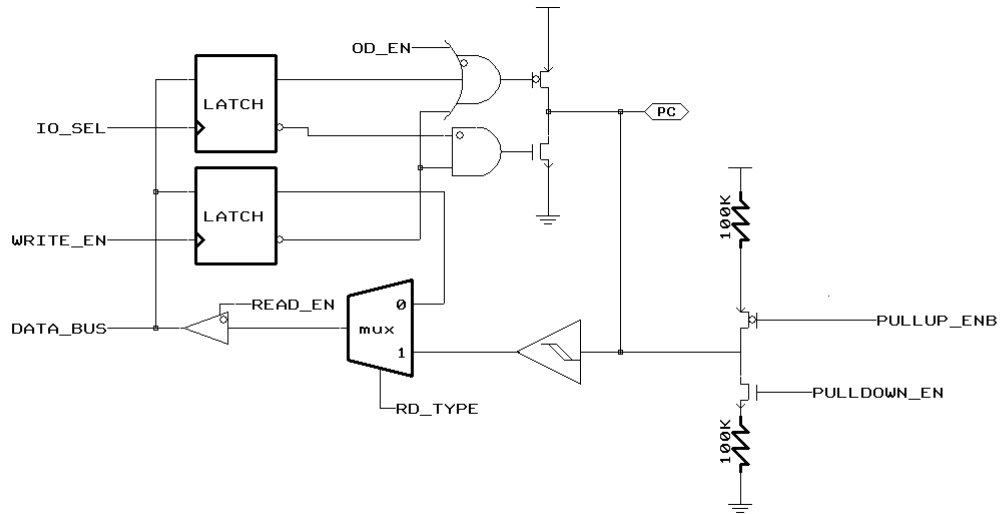 OD_EN
LATCH
PC
IO_SEL
LATCH
100K
WRITE_EN
READ_EN
0
PULLUP_ENB
DATA_BUS
mux
1
PULLDOWN_EN
RD_TYPE
100K